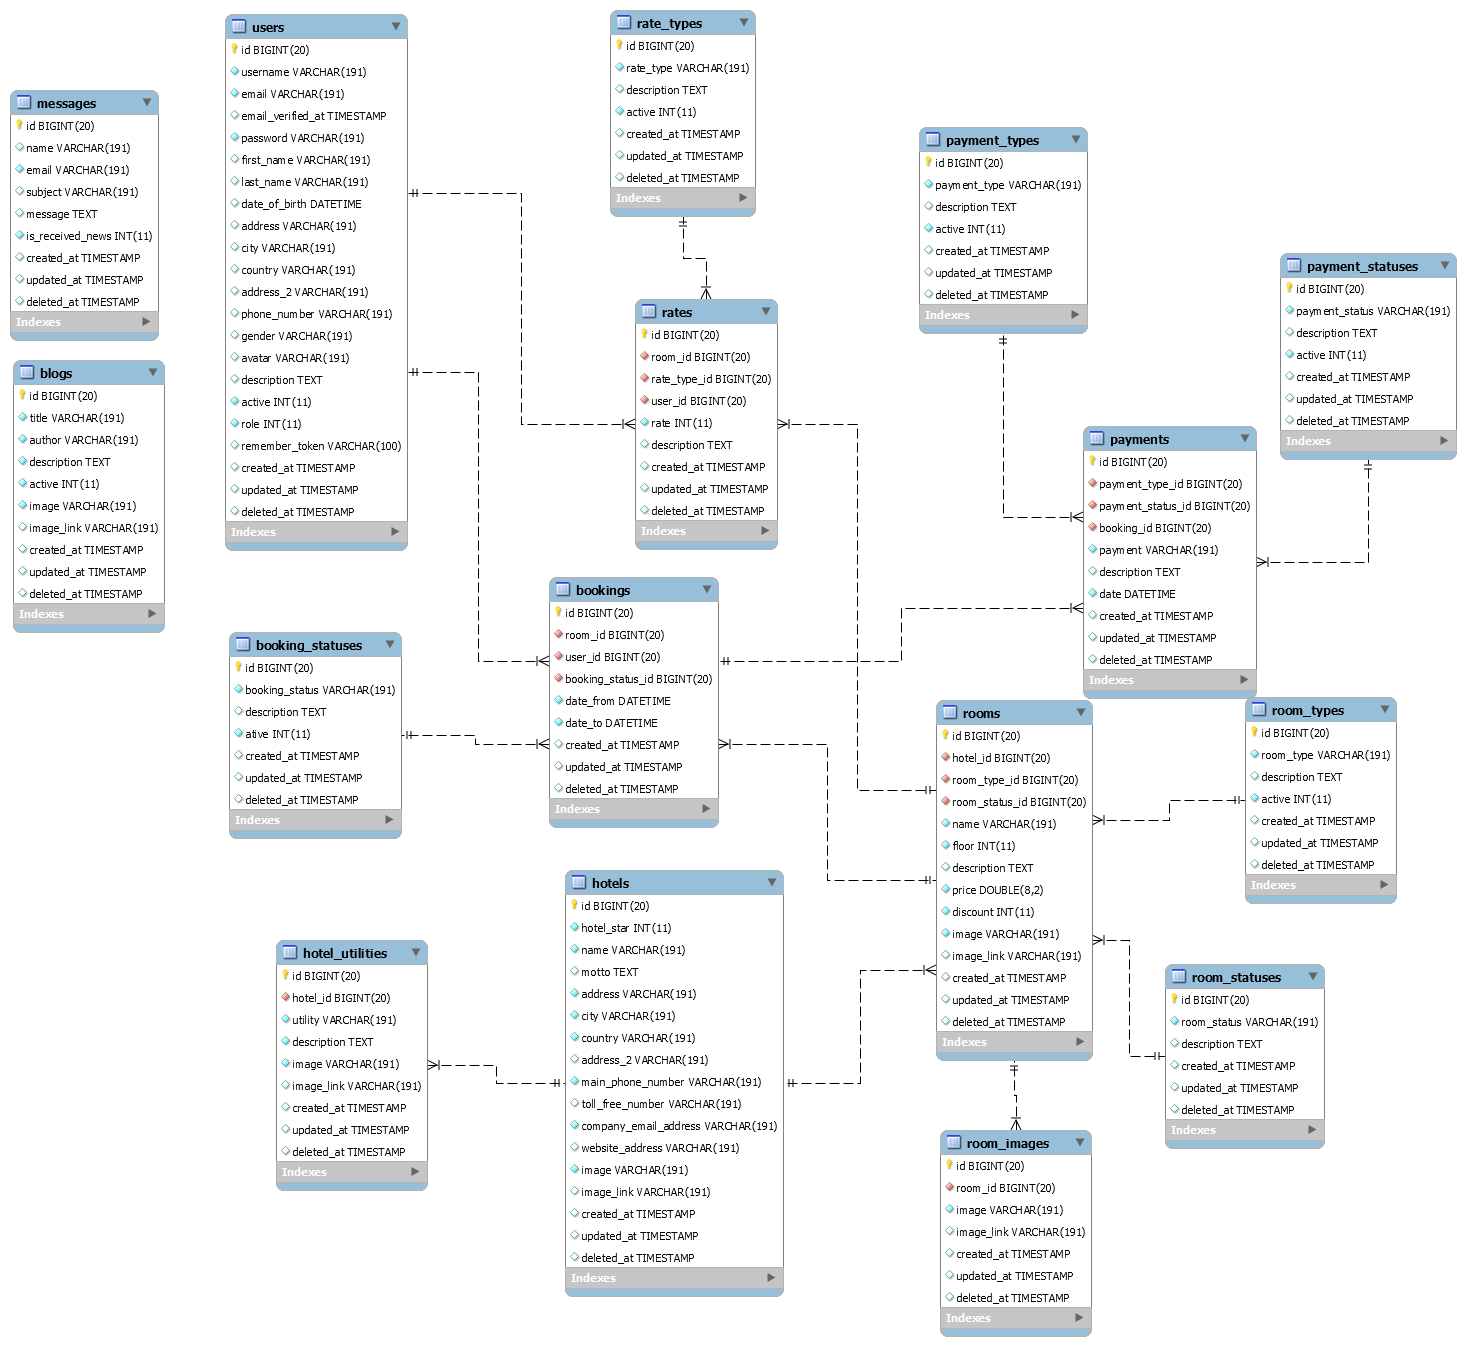 users
id BIGINT(20)
username VARCHAR(191)
email VARCHAR(191)
email_verified_at TIMESTAMP
password VARCHAR(191)
first_name VARCHAR(191)
last_name VARCHAR(191)
date_of_birth DATETIME
address VARCHAR(191)
city VARCHAR(191)
country VARCHAR(191)
address_2 VARCHAR(191)
phone_number VARCHAR(191)
gender VARCHAR(191)
avatar VARCHAR(191)
description TEXT
active INT(11)
role INT(11)
remember_token VARCHAR(100)
created_at TIMESTAMP
updated_at TIMESTAMP
deleted_at TIMESTAMP
Indexes
rate_types
id BIGINT(20)
rate_type VARCHAR(191)
description TEXT
active INT(11)
created_at TIMESTAMP
updated_at TIMESTAMP
deleted_at TIMESTAMP
Indexes
messages
id BIGINT(20)
name VARCHAR(191)
email VARCHAR(191)
subject VARCHAR(191)
message TEXT
is_received_news INT(11)
created_at TIMESTAMP
updated_at TIMESTAMP
deleted_at TIMESTAMP
Indexes
payment_types
id BIGINT(20)
payment_type VARCHAR(191)
description TEXT
active INT(11)
created_at TIMESTAMP
updated_at TIMESTAMP
deleted_at TIMESTAMP
Indexes
payment_statuses
id BIGINT(20)
payment_status VARCHAR(191)
description TEXT
active INT(11)
created_at TIMESTAMP
updated_at TIMESTAMP
deleted_at TIMESTAMP
Indexes
rates
id BIGINT(20)
room_id BIGINT(20)
rate_type_id BIGINT(20)
user_id BIGINT(20)
rate INT(11)
description TEXT
created_at TIMESTAMP
updated_at TIMESTAMP
deleted_at TIMESTAMP
Indexes
blogs
id BIGINT(20)
title VARCHAR(191)
author VARCHAR(191)
description TEXT
active INT(11)
image VARCHAR(191)
image_link VARCHAR(191)
created_at TIMESTAMP
updated_at TIMESTAMP
deleted_at TIMESTAMP
Indexes
payments
id BIGINT(20)
payment_type_id BIGINT(20)
payment_status_id BIGINT(20)
booking_id BIGINT(20)
payment VARCHAR(191)
description TEXT
date DATETIME
created_at TIMESTAMP
updated_at TIMESTAMP
deleted_at TIMESTAMP
Indexes
bookings
id BIGINT(20)
room_id BIGINT(20)
user_id BIGINT(20)
booking_status_id BIGINT(20)
date_from DATETIME
date_to DATETIME
created_at TIMESTAMP
updated_at TIMESTAMP
deleted_at TIMESTAMP
Indexes
booking_statuses
id BIGINT(20)
booking_status VARCHAR(191)
description TEXT
ative INT(11)
created_at TIMESTAMP
updated_at TIMESTAMP
deleted_at TIMESTAMP
Indexes
rooms
id BIGINT(20)
hotel_id BIGINT(20)
room_type_id BIGINT(20)
room_status_id BIGINT(20)
name VARCHAR(191)
floor INT(11)
description TEXT
price DOUBLE(8,2)
discount INT(11)
image VARCHAR(191)
image_link VARCHAR(191)
created_at TIMESTAMP
updated_at TIMESTAMP
deleted_at TIMESTAMP
Indexes
room_types
id BIGINT(20)
room_type VARCHAR(191)
description TEXT
active INT(11)
created_at TIMESTAMP
updated_at TIMESTAMP
deleted_at TIMESTAMP
Indexes
hotels
id BIGINT(20)
hotel_star INT(11)
name VARCHAR(191)
motto TEXT
address VARCHAR(191)
city VARCHAR(191)
country VARCHAR(191)
address_2 VARCHAR(191)
main_phone_number VARCHAR(191)
toll_free_number VARCHAR(191)
company_email_address VARCHAR(191)
website_address VARCHAR(191)
image VARCHAR(191)
image_link VARCHAR(191)
created_at TIMESTAMP
updated_at TIMESTAMP
deleted_at TIMESTAMP
Indexes
hotel_utilities
id BIGINT(20)
hotel_id BIGINT(20)
utility VARCHAR(191)
description TEXT
image VARCHAR(191)
image_link VARCHAR(191)
created_at TIMESTAMP
updated_at TIMESTAMP
deleted_at TIMESTAMP
Indexes
room_statuses
id BIGINT(20)
room_status VARCHAR(191)
description TEXT
created_at TIMESTAMP
updated_at TIMESTAMP
deleted_at TIMESTAMP
Indexes
room_images
id BIGINT(20)
room_id BIGINT(20)
image VARCHAR(191)
image_link VARCHAR(191)
created_at TIMESTAMP
updated_at TIMESTAMP
deleted_at TIMESTAMP
Indexes